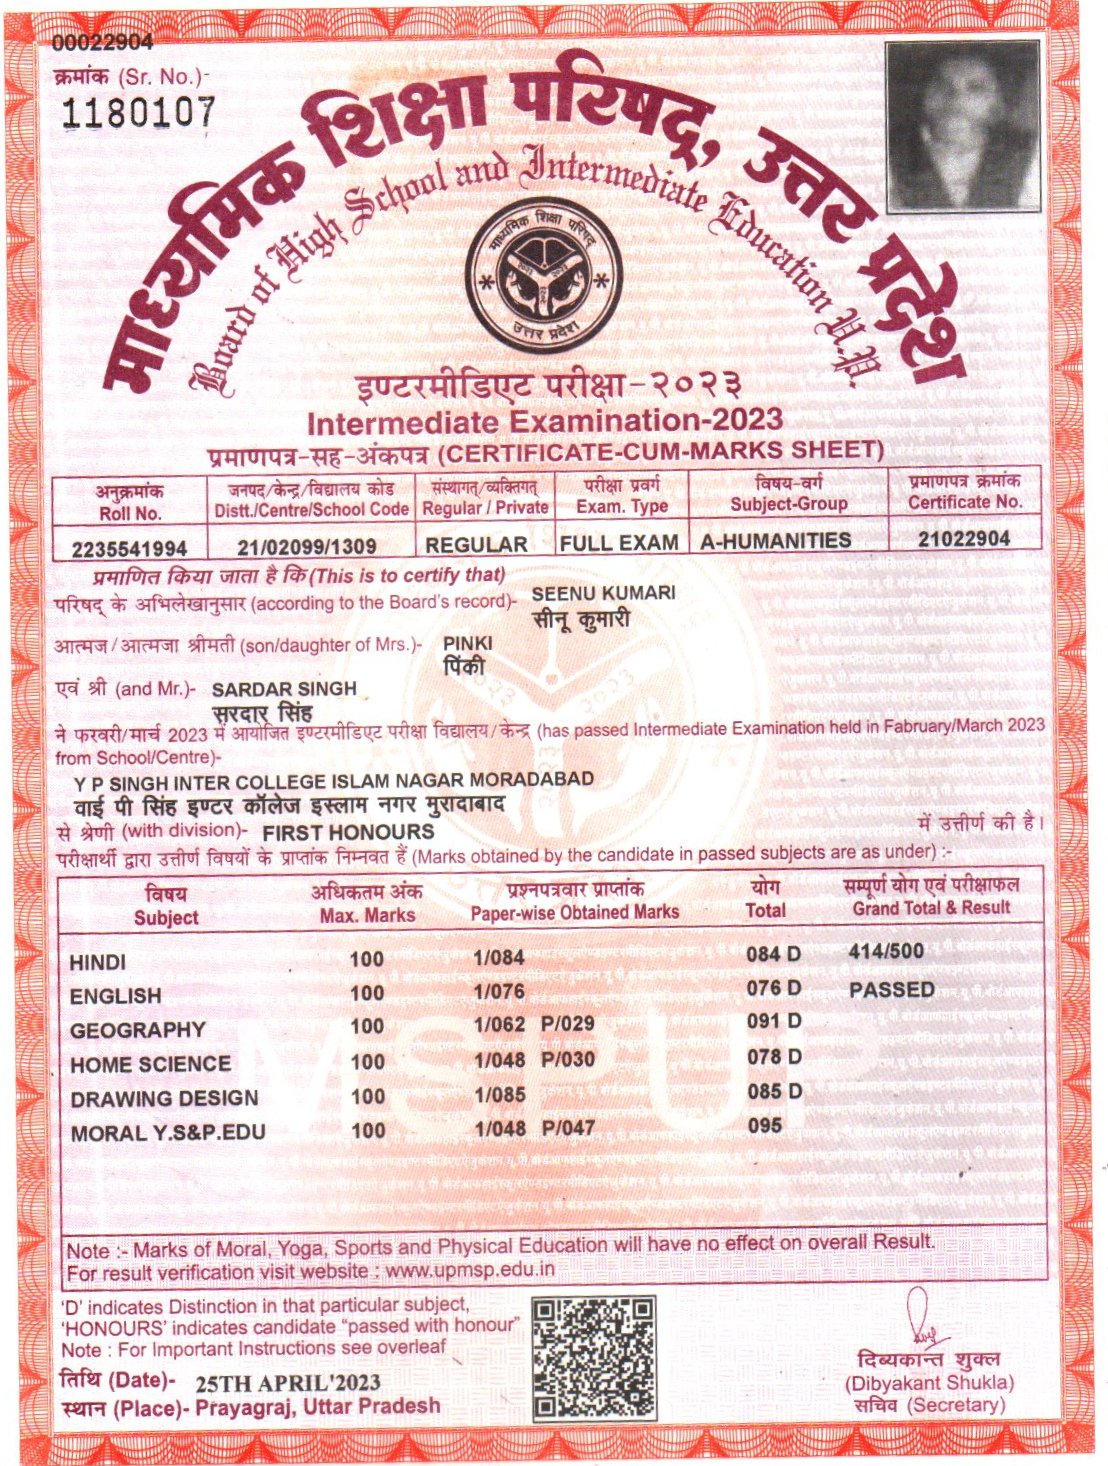 00022904
क्रमांक (Sr. No.)-
1180107
माध्यमिक शिक्षा परिषद्, उत्तर प्रदेश
Board of High School and Intermediate Education U.P.
माध्यमिक शिक्षा परिषद्
उत्तर प्रदेश
इण्टरमीडिएट परीक्षा-२०२३
Intermediate Examination-2023
प्रमाणपत्र-सह-अंकपत्र (CERTIFICATE-CUM-MARKS SHEET)
अनुक्रमांक जनपद/केन्द्र/विद्यालय कोड संस्थागत्/व्यक्तिगत् परीक्षा प्रवर्ग विषय-वर्ग प्रमाणपत्र क्रमांक
Roll No. Distt./Centre/School Code Regular / Private Exam. Type Subject-Group Certificate No.
2235541994 21/02099/1309 REGULAR FULL EXAM A-HUMANITIES 21022904
प्रमाणित किया जाता है कि (This is to certify that)
परिषद् के अभिलेखानुसार (according to the Board's record)- SEENU KUMARI
सीनू कुमारी
आत्मज/आत्मजा श्रीमती (son/daughter of Mrs.)- PINKI
पिंकी
एवं श्री (and Mr.)- SARDAR SINGH
सरदार सिंह
ने फरवरी/मार्च 2023 में आयोजित इण्टरमीडिएट परीक्षा विद्यालय/केन्द्र (has passed Intermediate Examination held in Fabruary/March 2023
from School/Centre)-
Y P SINGH INTER COLLEGE ISLAM NAGAR MORADABAD
वाई पी सिंह इण्टर कॉलेज इस्लाम नगर मुरादाबाद
से श्रेणी (with division)- FIRST HONOURS में उत्तीर्ण की है।
परीक्षार्थी द्वारा उत्तीर्ण विषयों के प्राप्तांक निम्नवत हैं (Marks obtained by the candidate in passed subjects are as under) :-
विषय अधिकतम अंक प्रश्नपत्रवार प्राप्तांक योग सम्पूर्ण योग एवं परीक्षाफल
Subject Max. Marks Paper-wise Obtained Marks Total Grand Total & Result
HINDI 100 1/084 084 D 414/500
ENGLISH 100 1/076 076 D PASSED
GEOGRAPHY 100 1/062 P/029 091 D
HOME SCIENCE 100 1/048 P/030 078 D
DRAWING DESIGN 100 1/085 085 D
MORAL Y.S&P.EDU 100 1/048 P/047 095
MSPUP
Note :- Marks of Moral, Yoga, Sports and Physical Education will have no effect on overall Result.
For result verification visit website : www.upmsp.edu.in
'D' indicates Distinction in that particular subject,
'HONOURS' indicates candidate "passed with honour"
Note : For Important Instructions see overleaf
तिथि (Date)- 25TH APRIL'2023
स्थान (Place)- Prayagraj, Uttar Pradesh
दिव्यकान्त शुक्ल
(Dibyakant Shukla)
सचिव (Secretary)